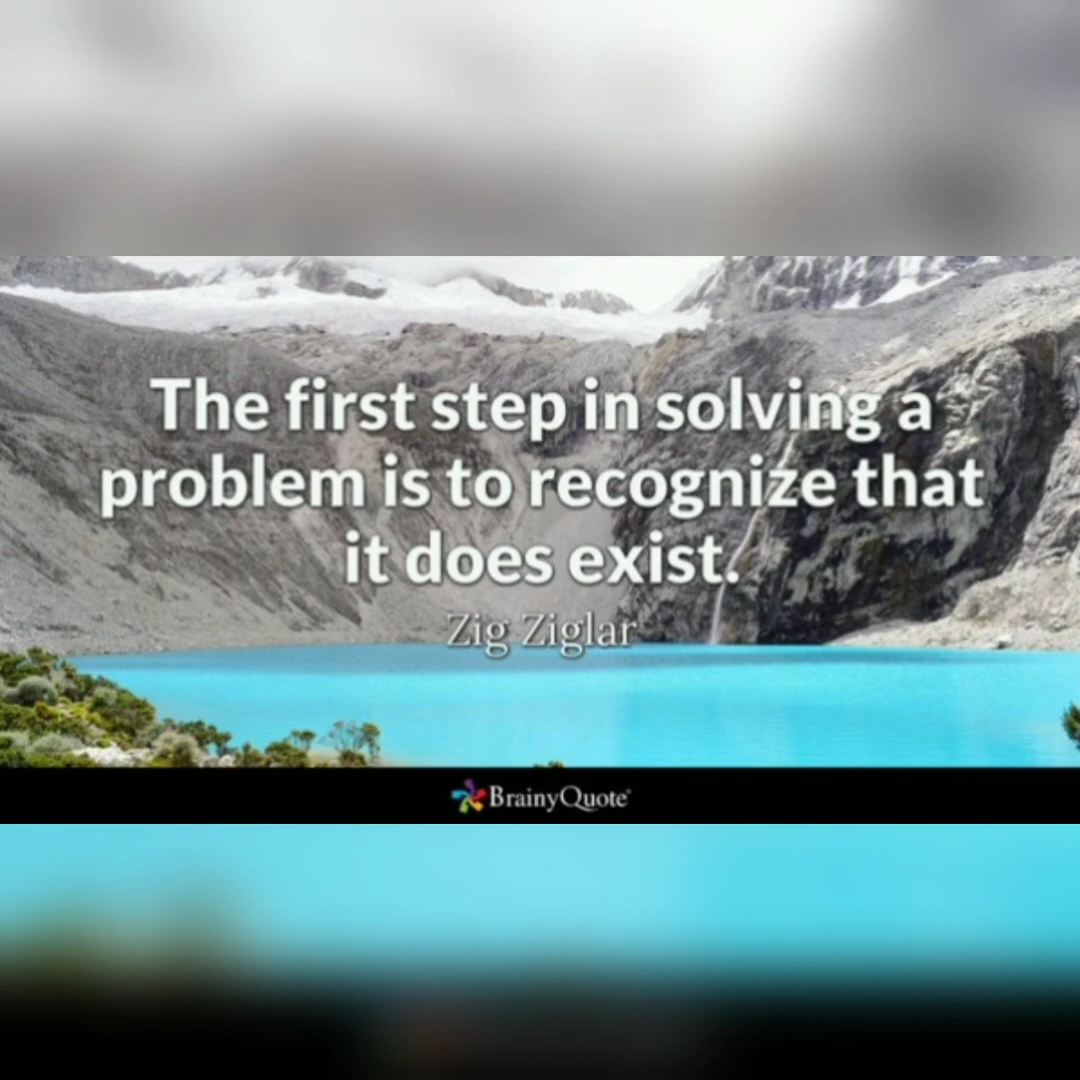 The first step in solving a
problem is to recognize that
it does exist.
Zig Ziglar
BrainyQuote®